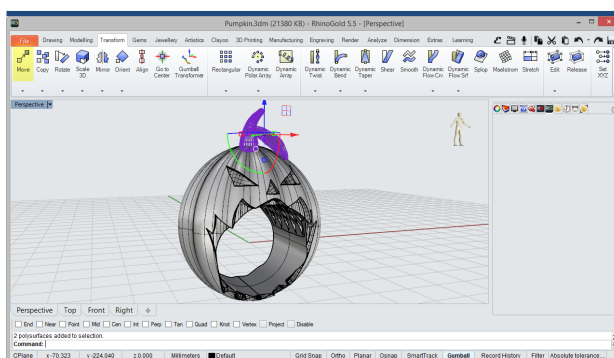 Pumpkin.3dm (21380 KB) - RhinoGold 5.5 - [Perspective]
File Drawing Modelling Transform Gems Jewellery Artistics Clayoo 3D Printing Manufacturing Engraving Render Analyze Dimension Extras Learning
Move Copy Rotate Scale 3D Mirror Orient Align Go to Center Gumball Transformer Rectangular Dynamic Polar Array Dynamic Array Dynamic Twist Dynamic Bend Dynamic Taper Shear Smooth Dynamic Flow Crv Dynamic Flow Srf Splop Maelstrom Stretch Edit Release Set XYZ
Perspective
Perspective Top Front Right
End Near Point Mid Cen Int Perp Tan Quad Knot Vertex Project Disable
2 polysurfaces added to selection.
Command:
CPlane x -70.323 y -224.040 z 0.000 Millimeters Default Grid Snap Ortho Planar Osnap SmartTrack Gumball Record History Filter Absolute tolerance...